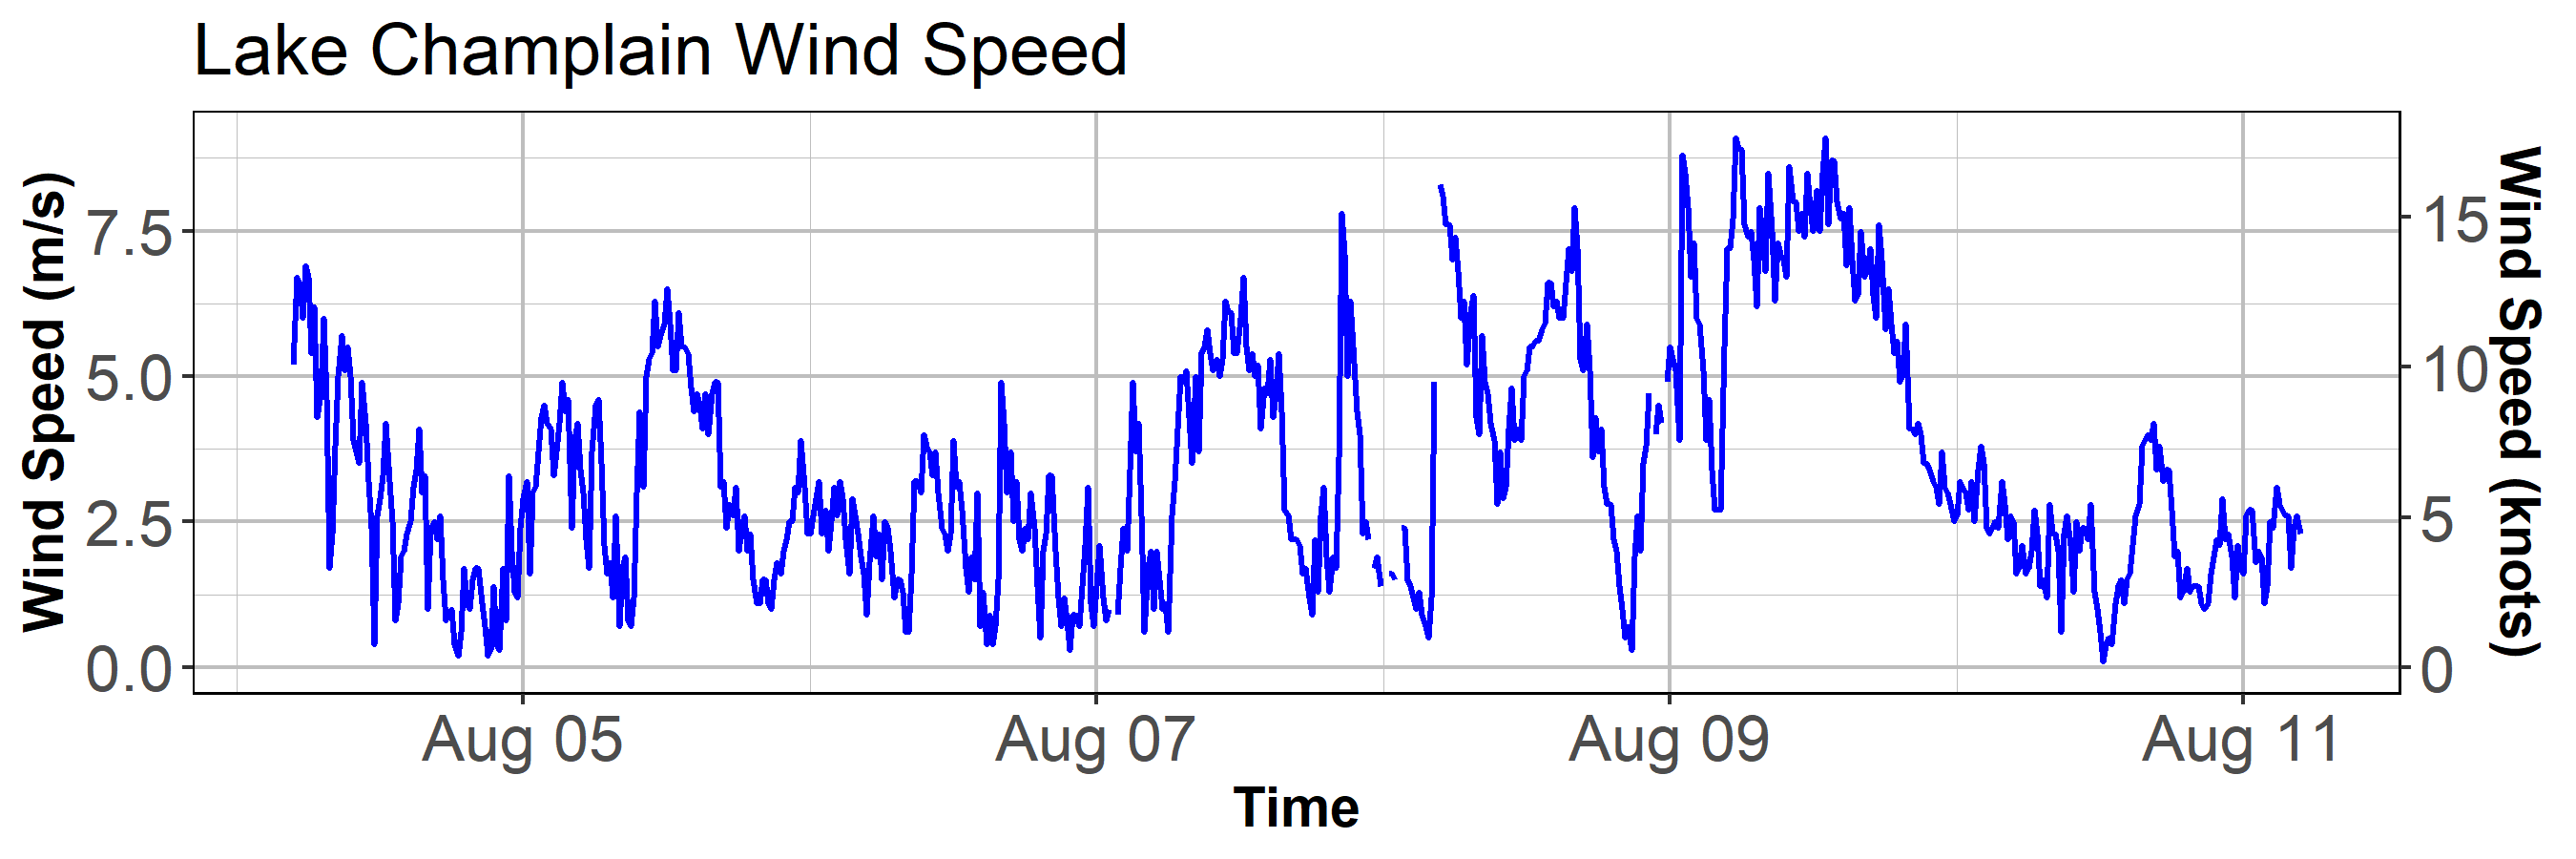 Lake Champlain Wind Speed
Wind Speed (m/s)
7.5
5.0
2.5
0.0
15
10
5
0
Wind Speed (knots)
Aug 05
Aug 07
Aug 09
Aug 11
Time